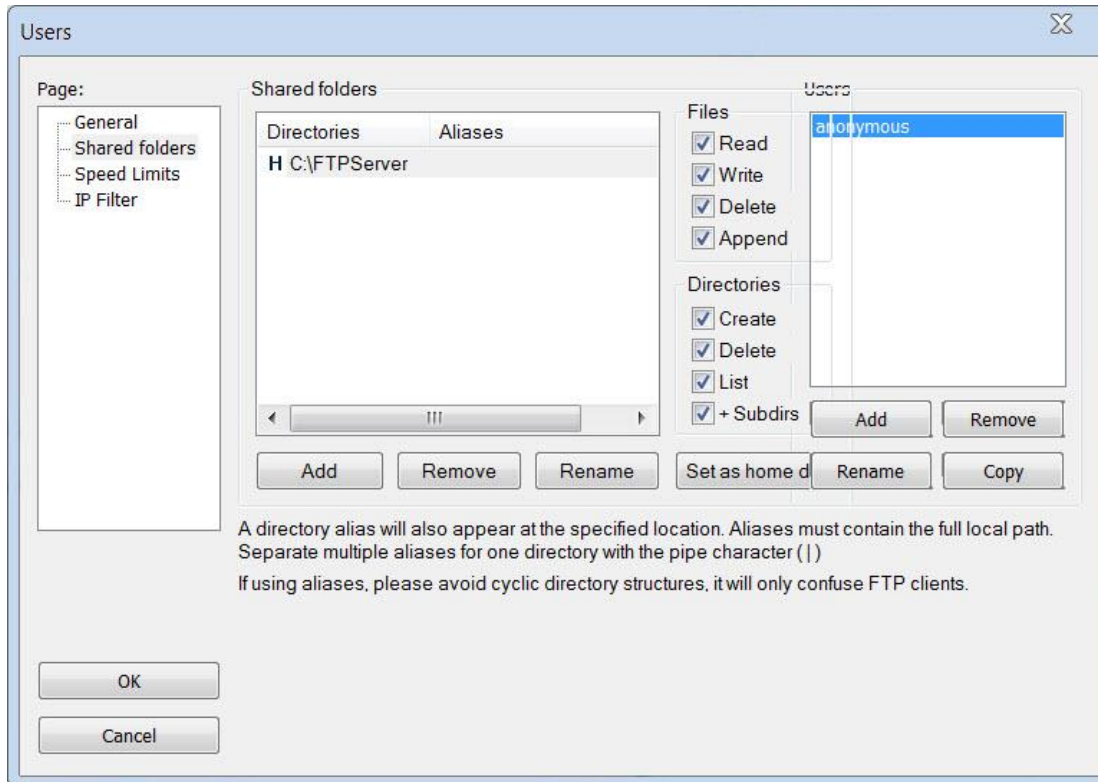 Users
Page:
General
Shared folders
Speed Limits
IP Filter
OK
Cancel
Shared folders
Directories Aliases
H C:\FTPServer
Add Remove Rename Set as home d
Files
Read
Write
Delete
Append
Directories
Create
Delete
List
+ Subdirs
Users
anonymous
Add Remove
Rename Copy
A directory alias will also appear at the specified location. Aliases must contain the full local path.
Separate multiple aliases for one directory with the pipe character ( | )
If using aliases, please avoid cyclic directory structures, it will only confuse FTP clients.